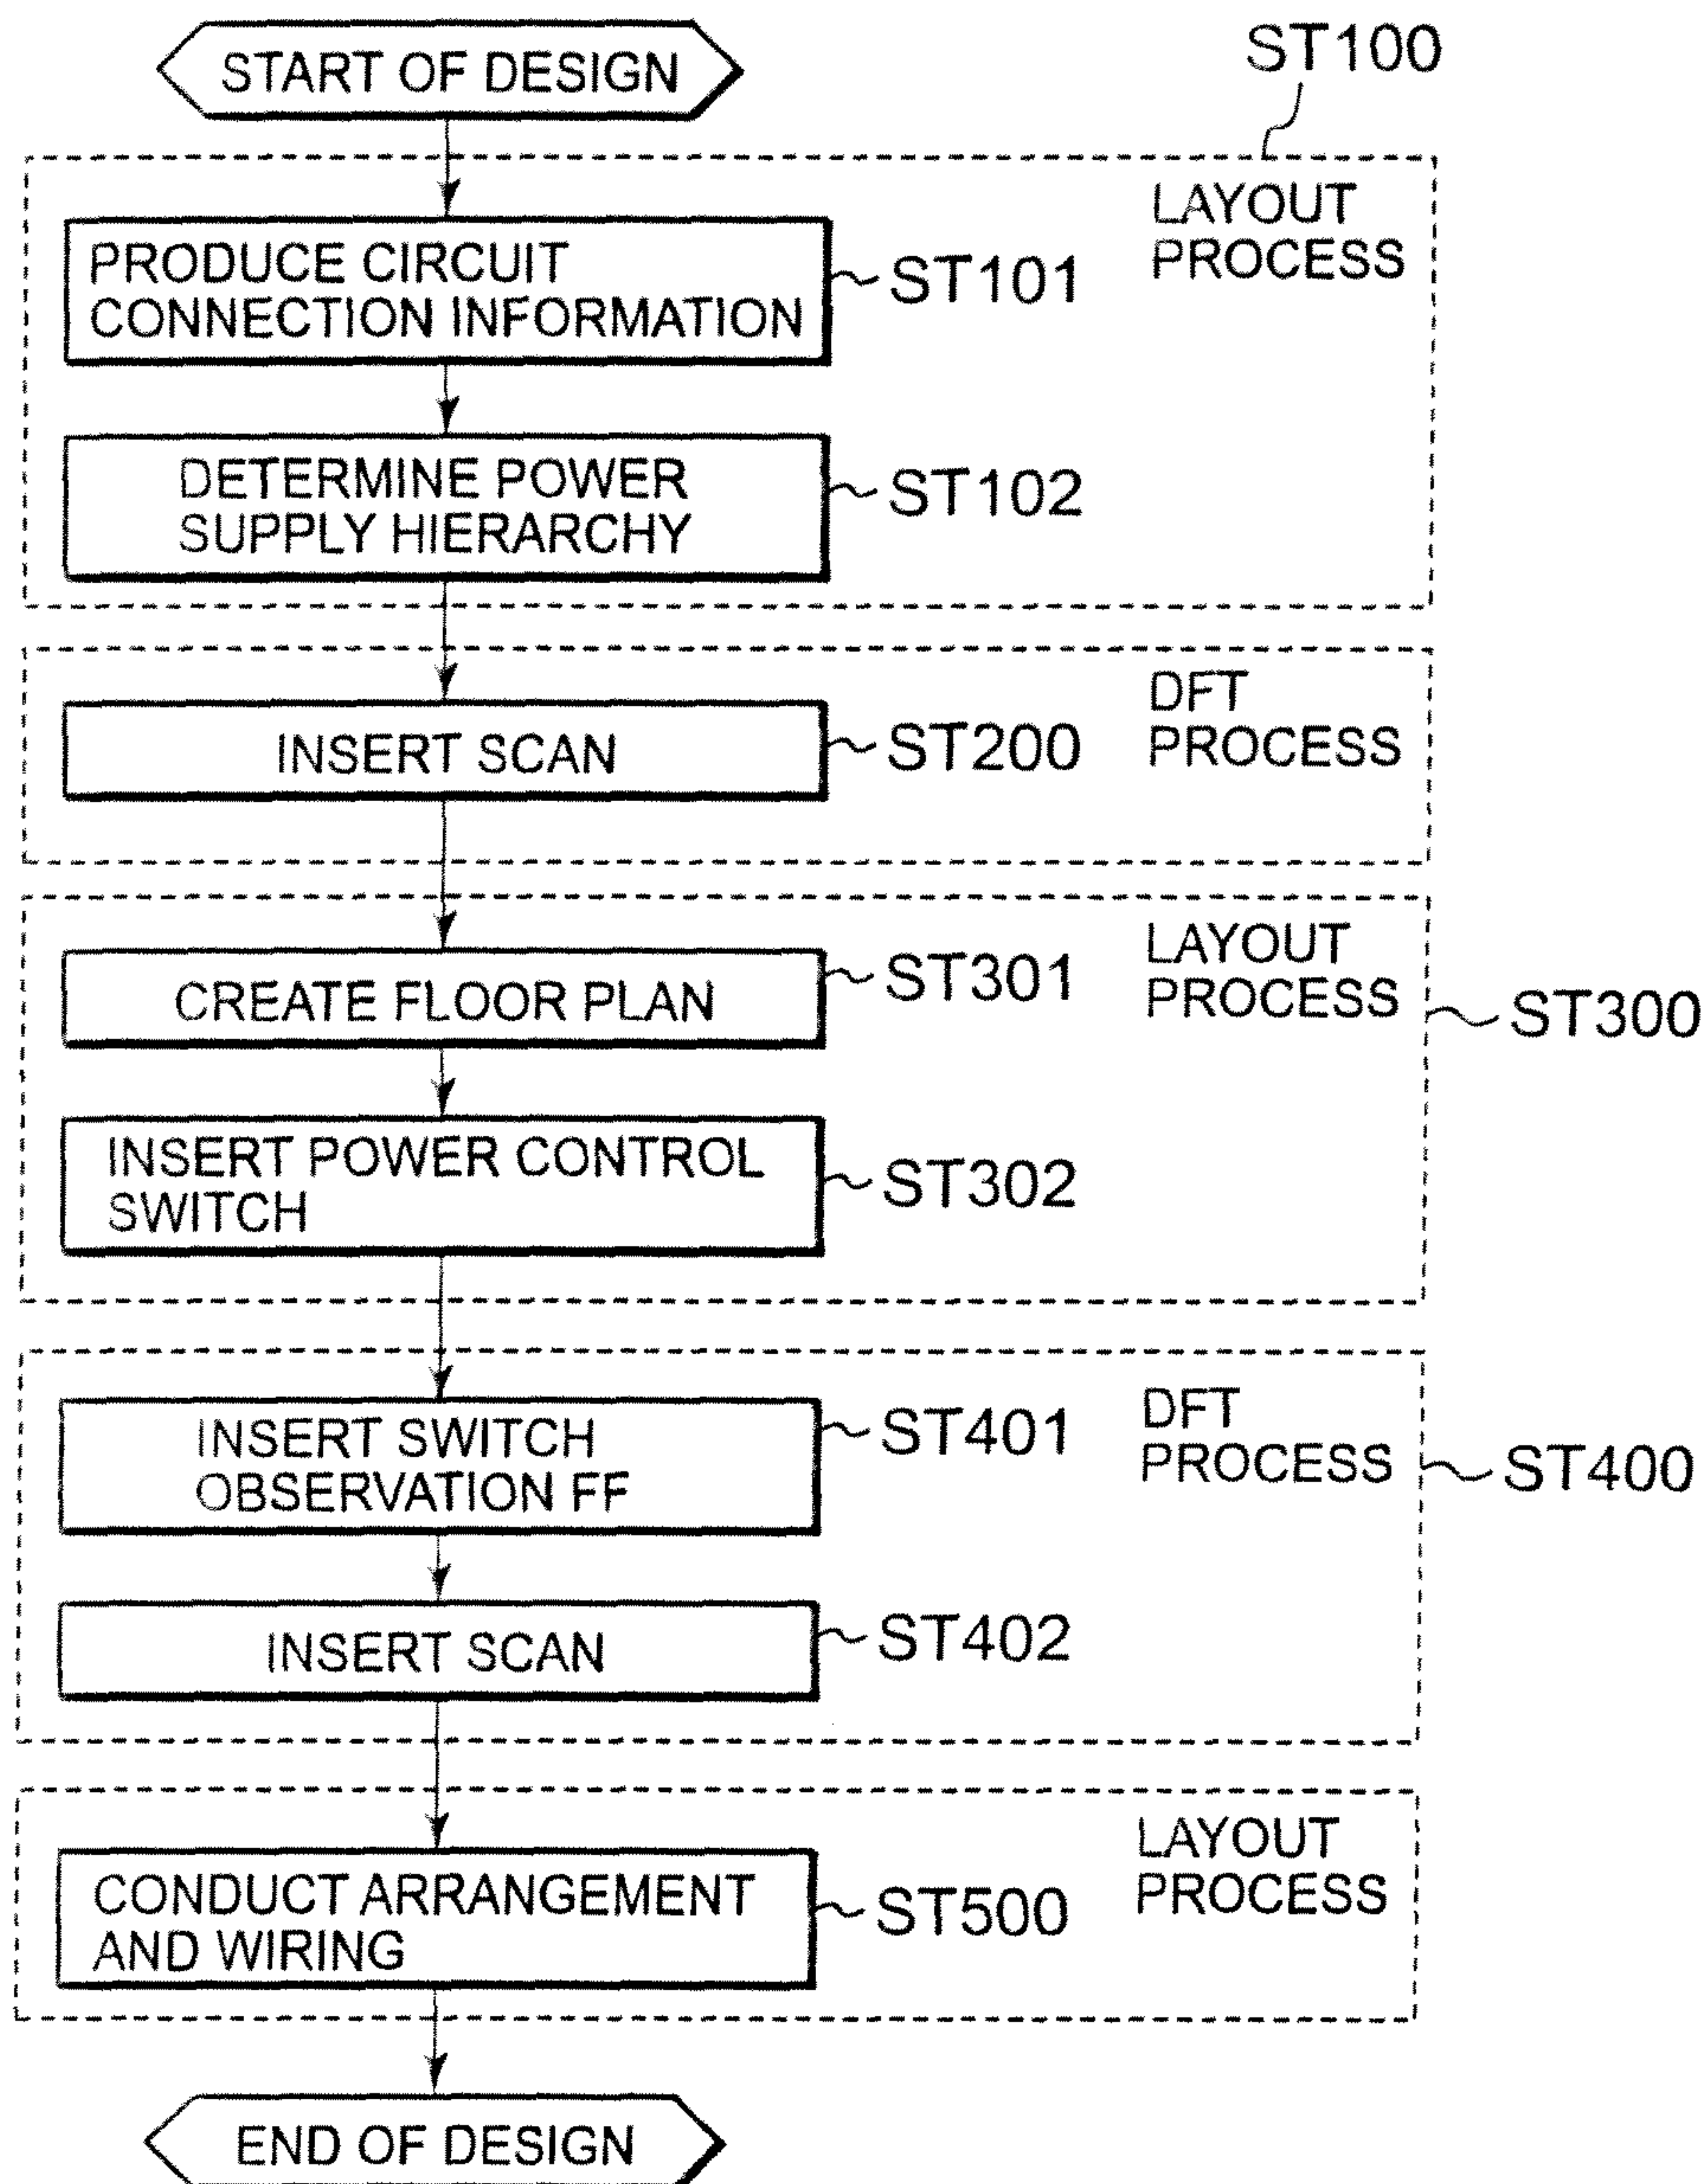 START OF DESIGN
ST100
LAYOUT
PROCESS
PRODUCE CIRCUIT
CONNECTION INFORMATION
ST101
DETERMINE POWER
SUPPLY HIERARCHY
ST102
DFT
PROCESS
INSERT SCAN
ST200
LAYOUT
PROCESS
ST300
CREATE FLOOR PLAN
ST301
INSERT POWER CONTROL
SWITCH
ST302
DFT
PROCESS
ST400
INSERT SWITCH
OBSERVATION FF
ST401
INSERT SCAN
ST402
LAYOUT
PROCESS
CONDUCT ARRANGEMENT
AND WIRING
ST500
END OF DESIGN